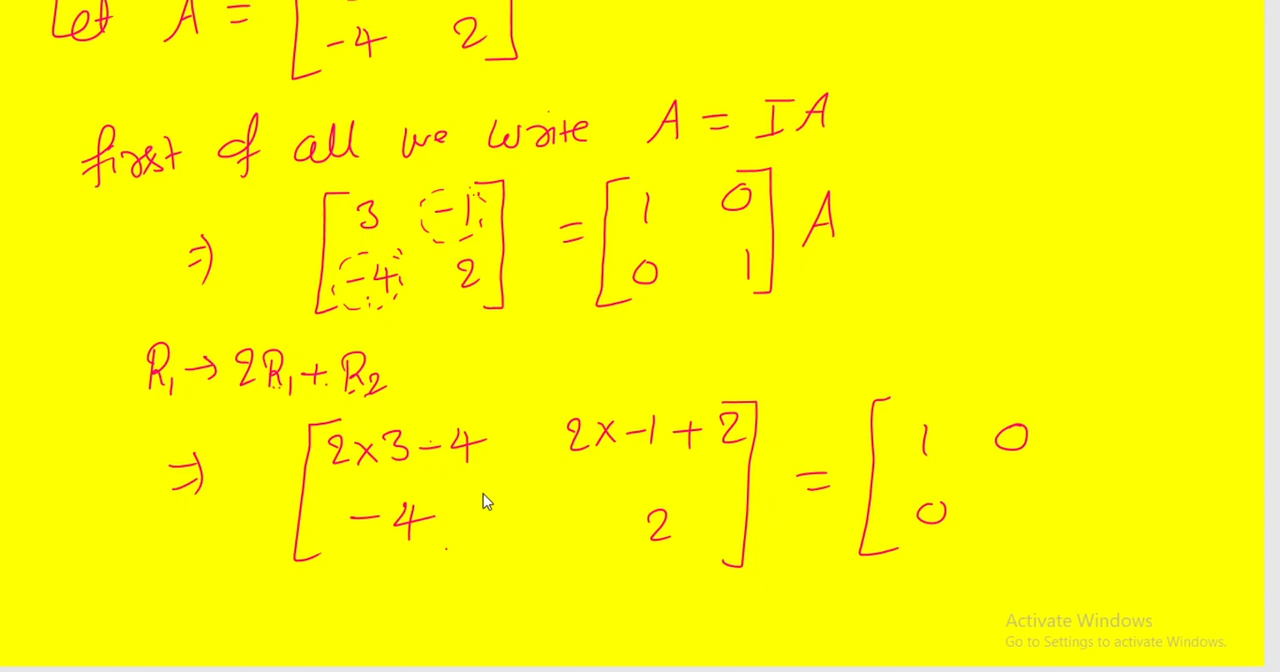 Let A = [
-4 2 ]
first of all we write A = IA
⇒ [ 3 -1 ] = [ 1 0 ] A
[ -4 2 ] [ 0 1 ]
R₁ → 2R₁ + R₂
⇒ [ 2×3-4 2×-1+2 ] = [ 1 0
[ -4 2 ] [ 0
Activate Windows
Go to Settings to activate Windows.